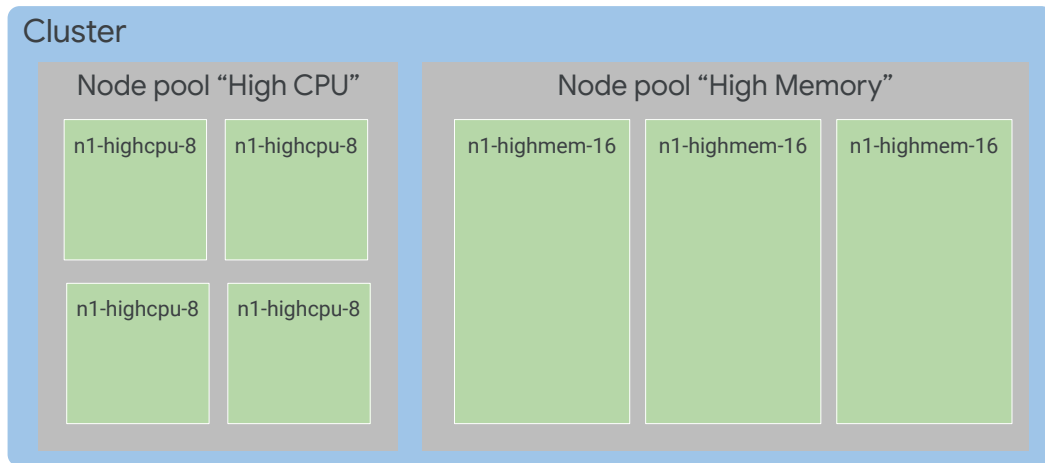 Cluster
Node pool “High CPU”
n1-highcpu-8
n1-highcpu-8
n1-highcpu-8
n1-highcpu-8
Node pool “High Memory”
n1-highmem-16
n1-highmem-16
n1-highmem-16